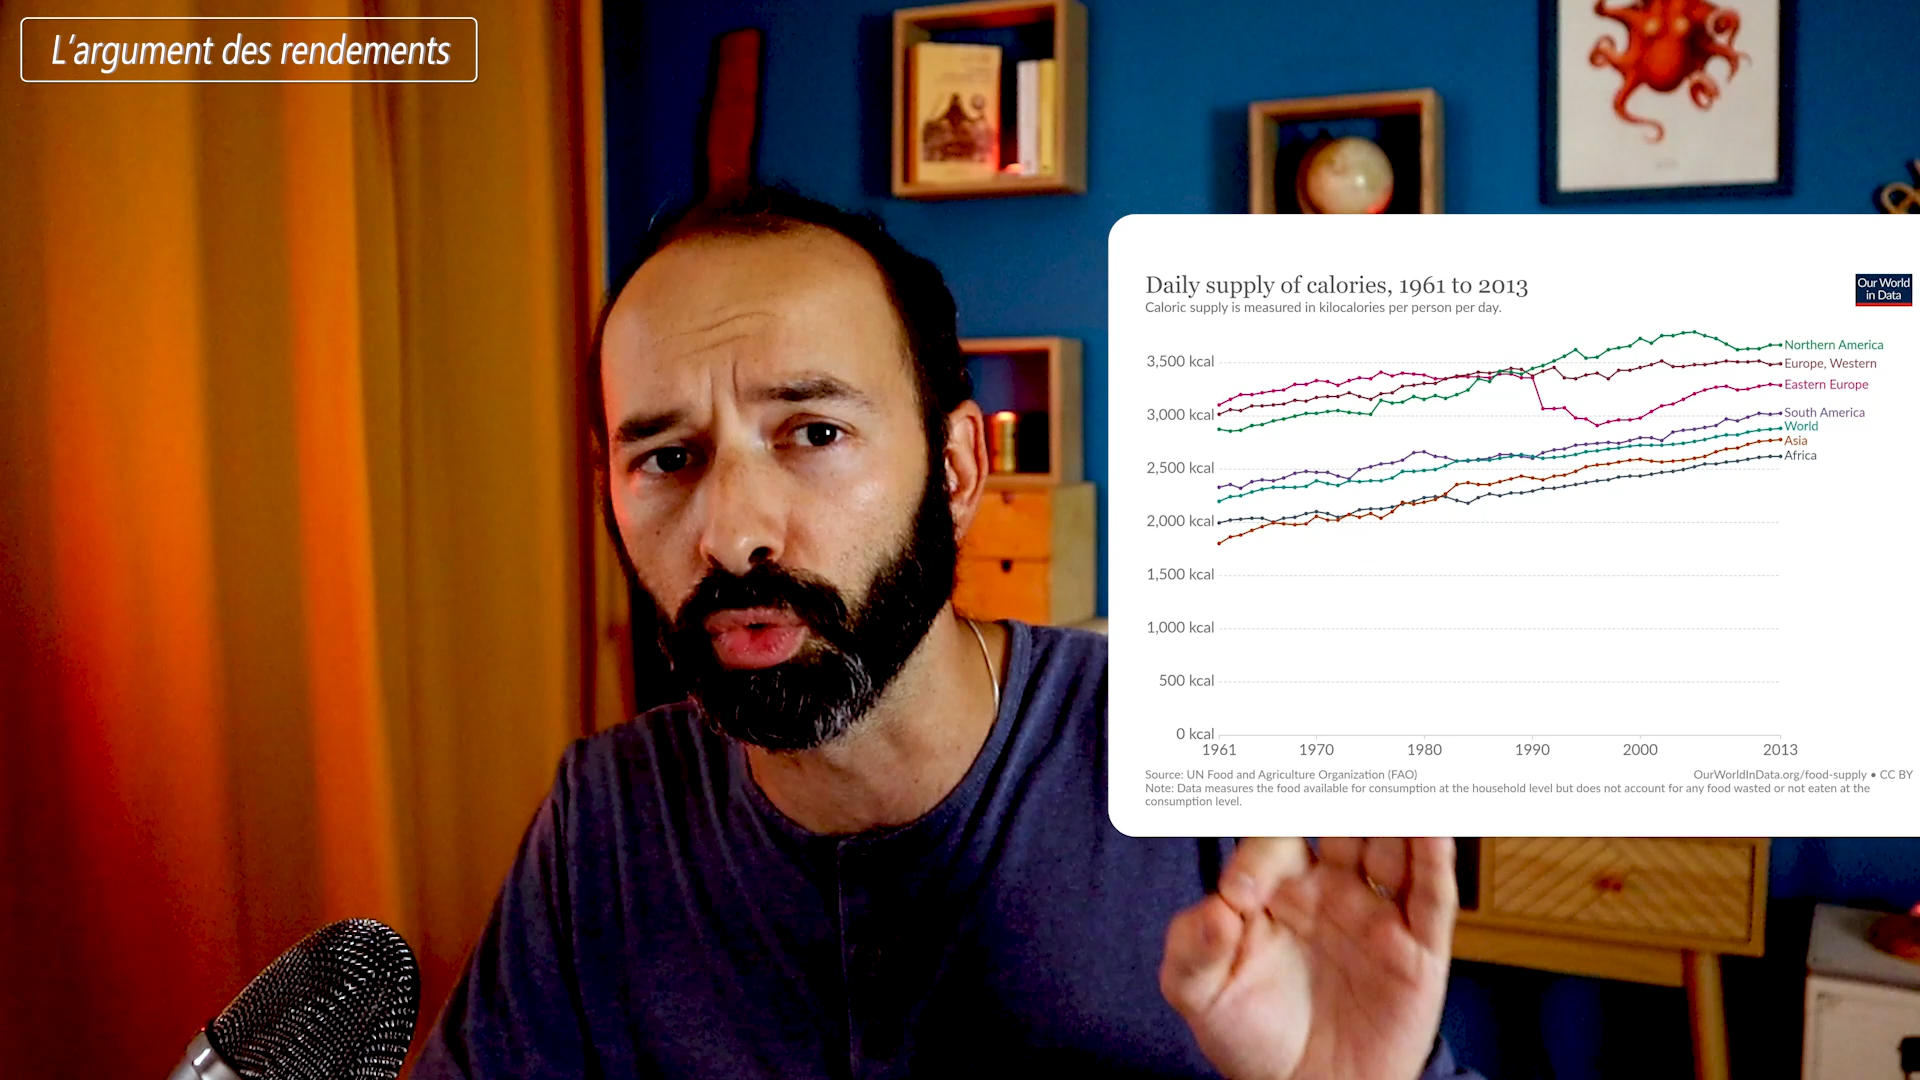 L'argument des rendements
Daily supply of calories, 1961 to 2013
Caloric supply is measured in kilocalories per person per day.
Our World
in Data
3,500 kcal
3,000 kcal
2,500 kcal
2,000 kcal
1,500 kcal
1,000 kcal
500 kcal
0 kcal
Northern America
Europe, Western
Eastern Europe
South America
World
Asia
Africa
1961
1970
1980
1990
2000
2013
Source: UN Food and Agriculture Organization (FAO)
OurWorldInData.org/food-supply • CC BY
Note: Data measures the food available for consumption at the household level but does not account for any food wasted or not eaten at the
consumption level.